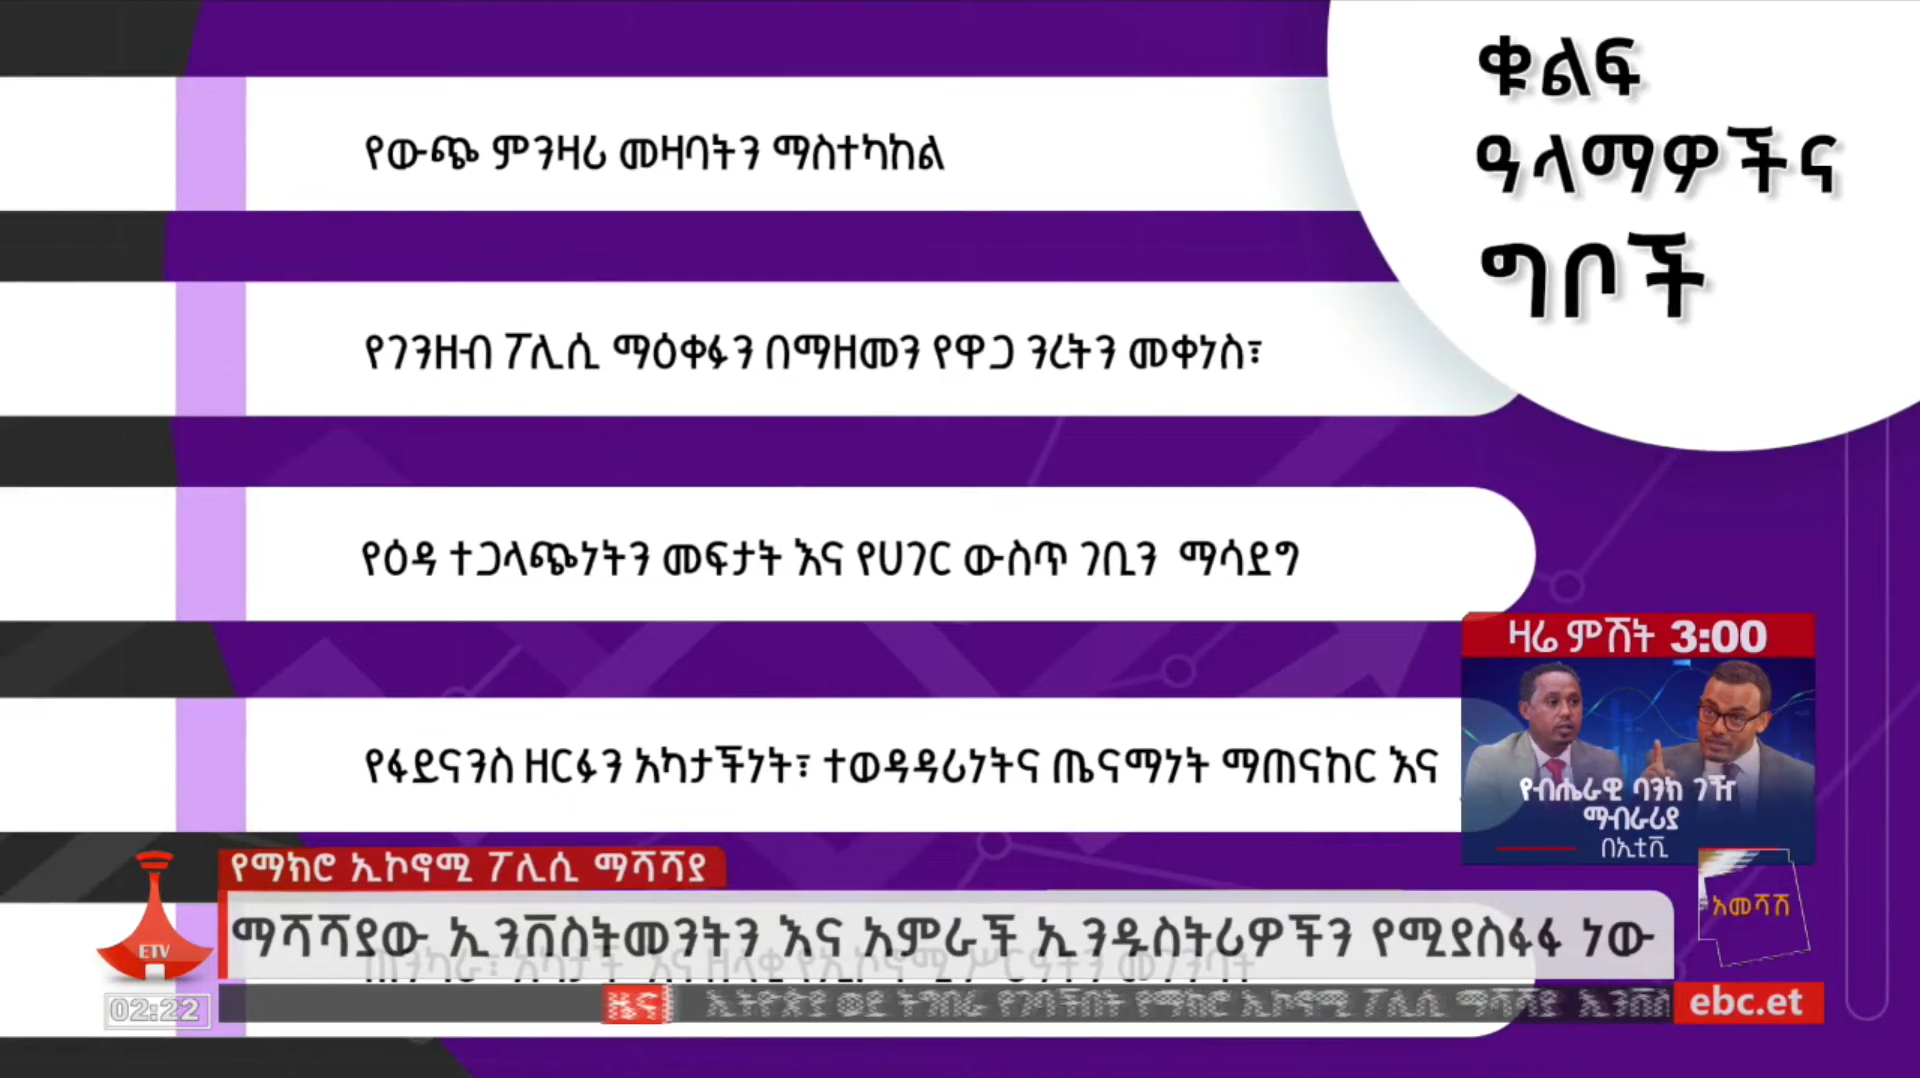 ቁልፍ
ዓላማዎችና
ግቦች
የውጭ ምንዛሪ መዛባትን ማስተካከል
የገንዘብ ፖሊሲ ማዕቀፉን በማዘመን የዋጋ ንረትን መቀነስ፣
የዕዳ ተጋላጭነትን መፍታት እና የሀገር ውስጥ ገቢን ማሳደግ
የፋይናንስ ዘርፉን አካታችነት፣ ተወዳዳሪነትና ጤናማነት ማጠናከር እና
ዛሬ ምሽት 3:00
የብሔራዊ ባንክ ገዥ
ማብራሪያ
በኢቲቪ
የማክሮ ኢኮኖሚ ፖሊሲ ማሻሻያ
ማሻሻያው ኢንቨስትመንትን እና አምራች ኢንዱስትሪዎችን የሚያስፋፋ ነው
አመሻሽ
ETV
02:22
ዜና
ebc.et